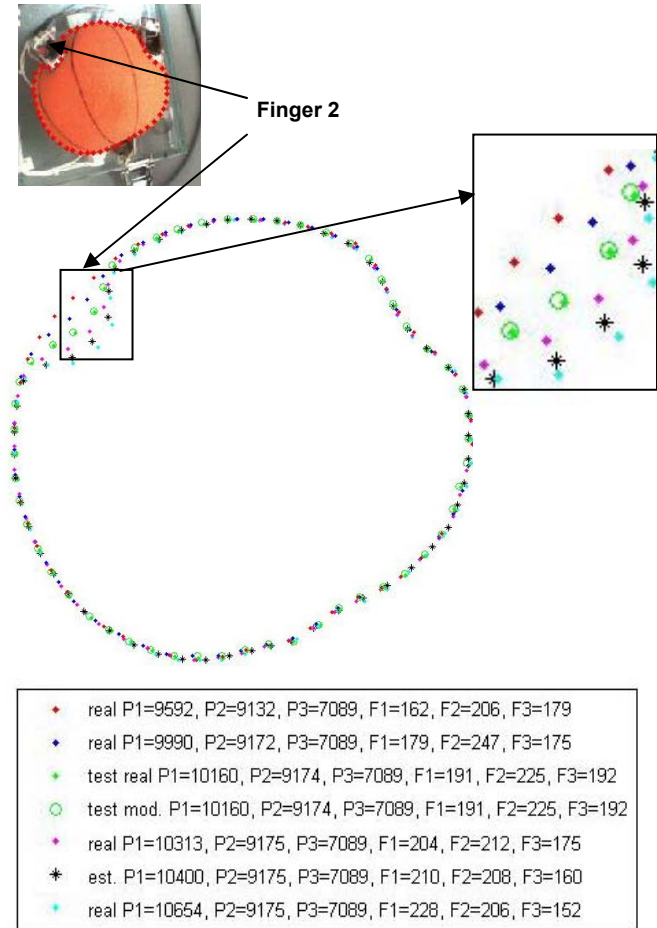 Finger 2
real P1=9592, P2=9132, P3=7089, F1=162, F2=206, F3=179
real P1=9990, P2=9172, P3=7089, F1=179, F2=247, F3=175
test real P1=10160, P2=9174, P3=7089, F1=191, F2=225, F3=192
test mod. P1=10160, P2=9174, P3=7089, F1=191, F2=225, F3=192
real P1=10313, P2=9175, P3=7089, F1=204, F2=212, F3=175
est. P1=10400, P2=9175, P3=7089, F1=210, F2=208, F3=160
real P1=10654, P2=9175, P3=7089, F1=228, F2=206, F3=152